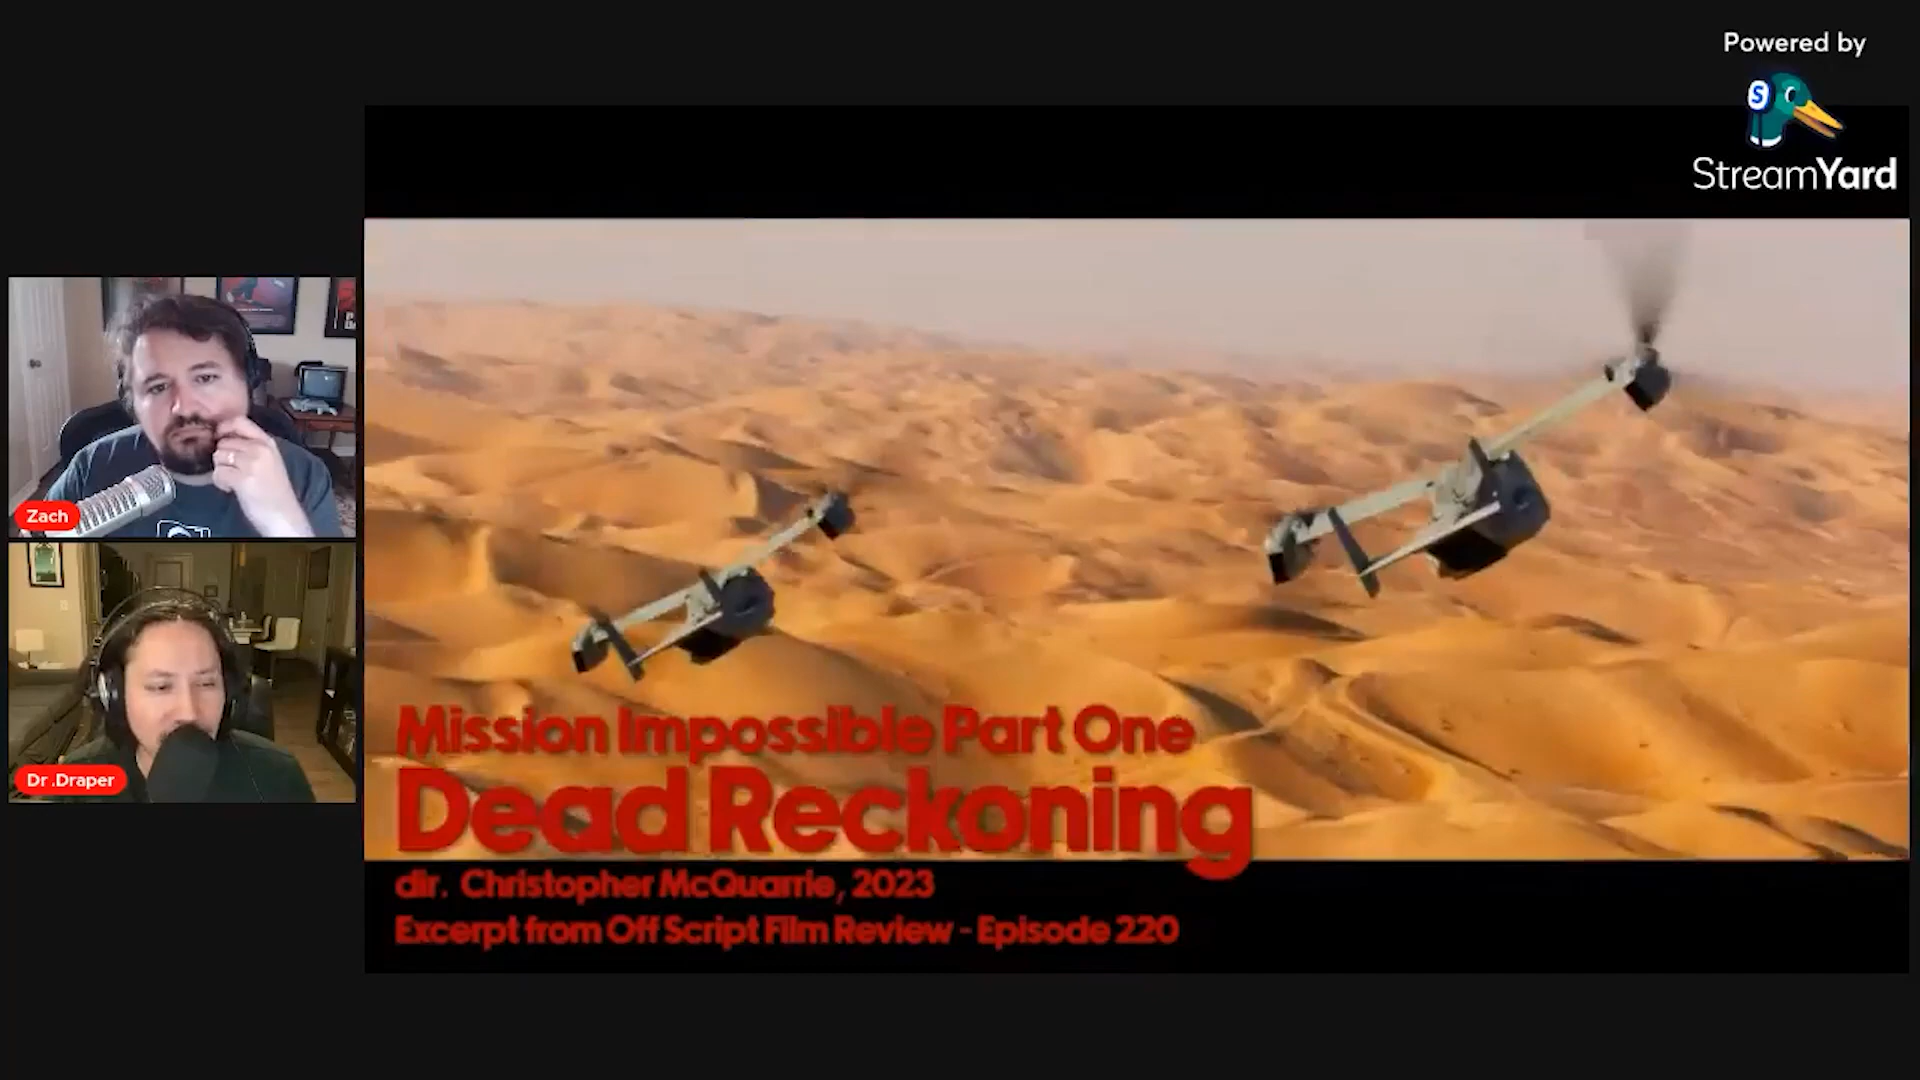 Powered by
S
StreamYard
Zach
Dr .Draper
Mission Impossible Part One
Dead Reckoning
dir. Christopher McQuarrie, 2023
Excerpt from Off Script Film Review - Episode 220